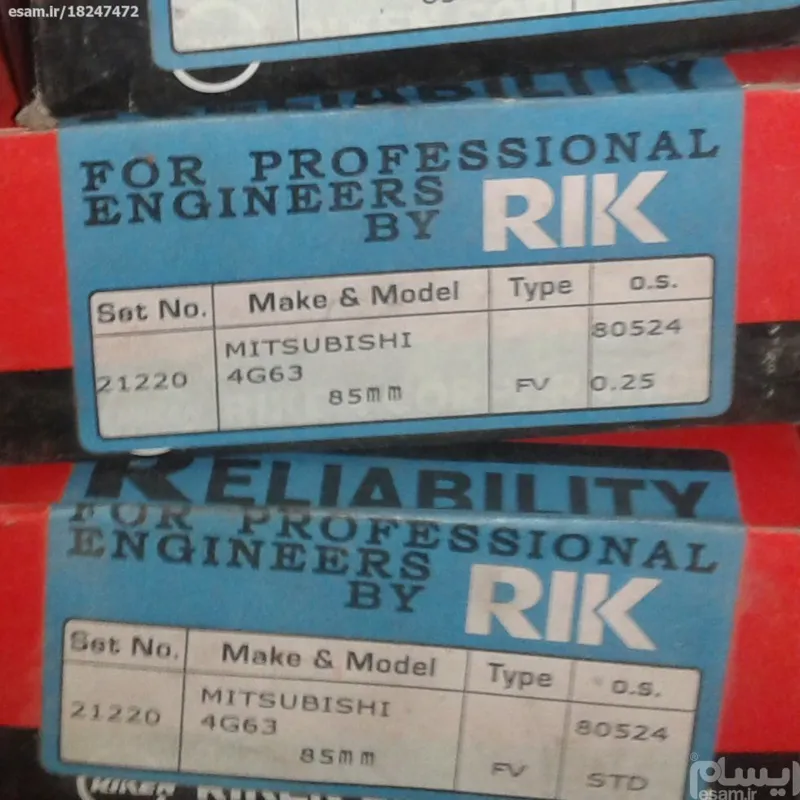 esam.ir/18247472
RELIABILITY
FOR PROFESSIONAL
ENGINEERS
BY RIK
Set No. Make & Model Type O.S.
MITSUBISHI 80524
21220 4G63
85mm FV 0.25
RELIABILITY
FOR PROFESSIONAL
ENGINEERS
BY RIK
Set No. Make & Model Type O.S.
MITSUBISHI
21220 4G63 80524
85mm FV STD
RIKEN
ایسام
esam.ir